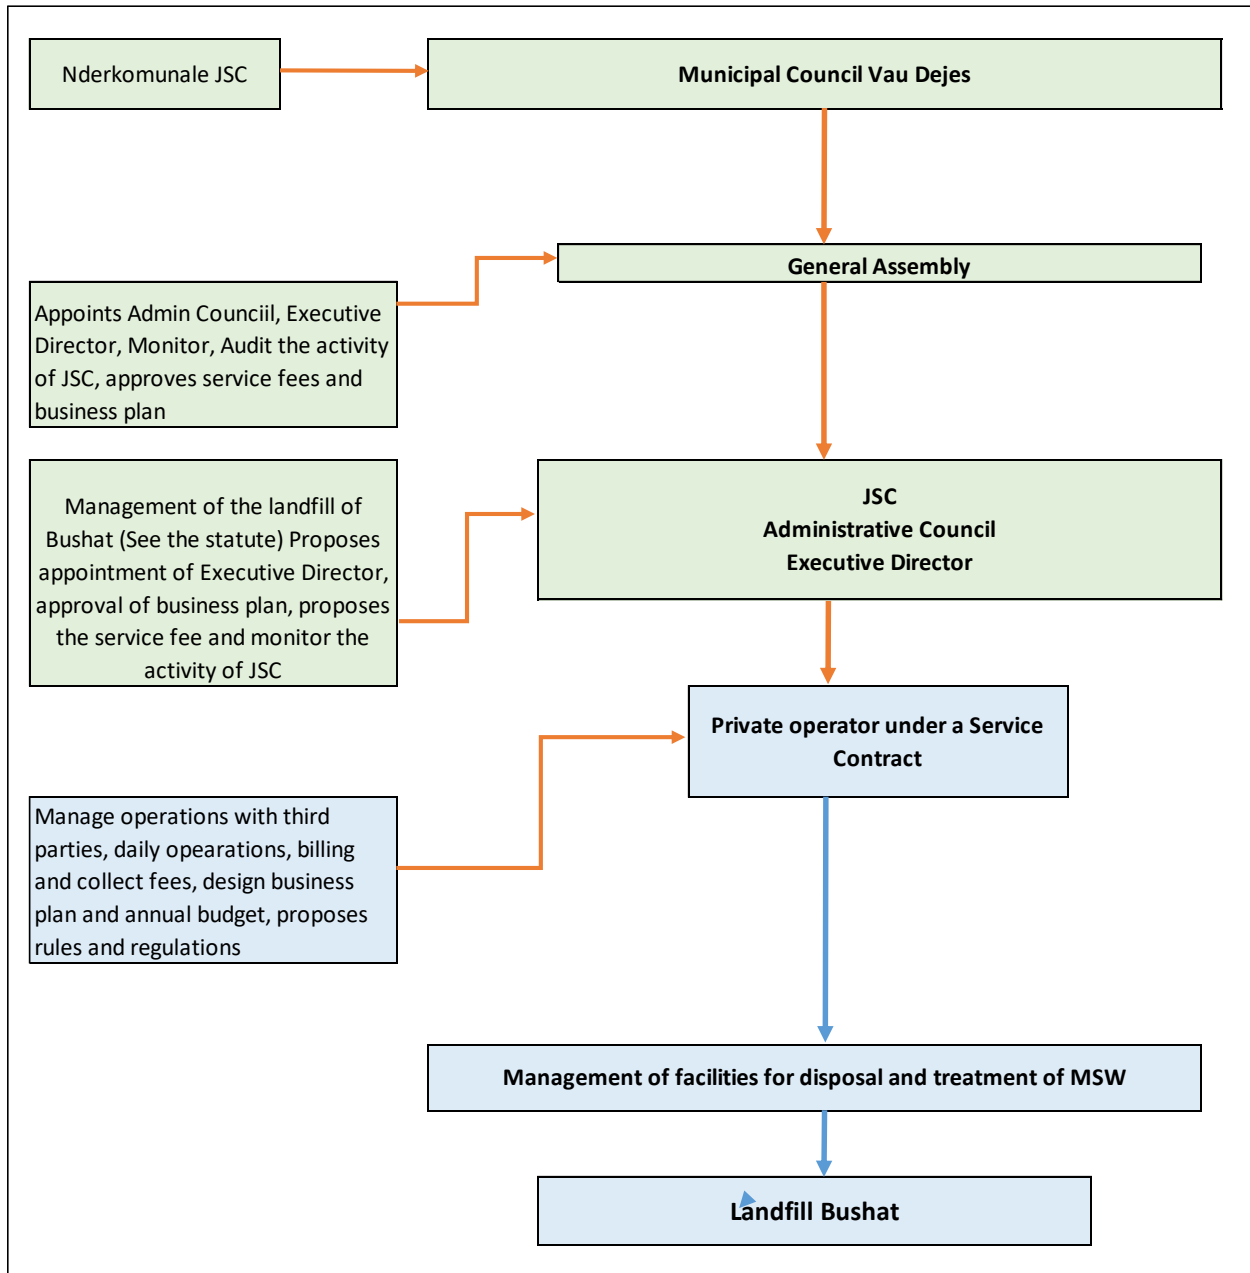 Nderkomunale JSC
Municipal Council Vau Dejes
General Assembly
Appoints Admin Counciil, Executive
Director, Monitor, Audit the activity
of JSC, approves service fees and
business plan
Management of the landfill of
Bushat (See the statute) Proposes
appointment of Executive Director,
approval of business plan, proposes
the service fee and monitor the
activity of JSC
JSC
Administrative Council
Executive Director
Private operator under a Service
Contract
Manage operations with third
parties, daily opearations, billing
and collect fees, design business
plan and annual budget, proposes
rules and regulations
Management of facilities for disposal and treatment of MSW
Landfill Bushat